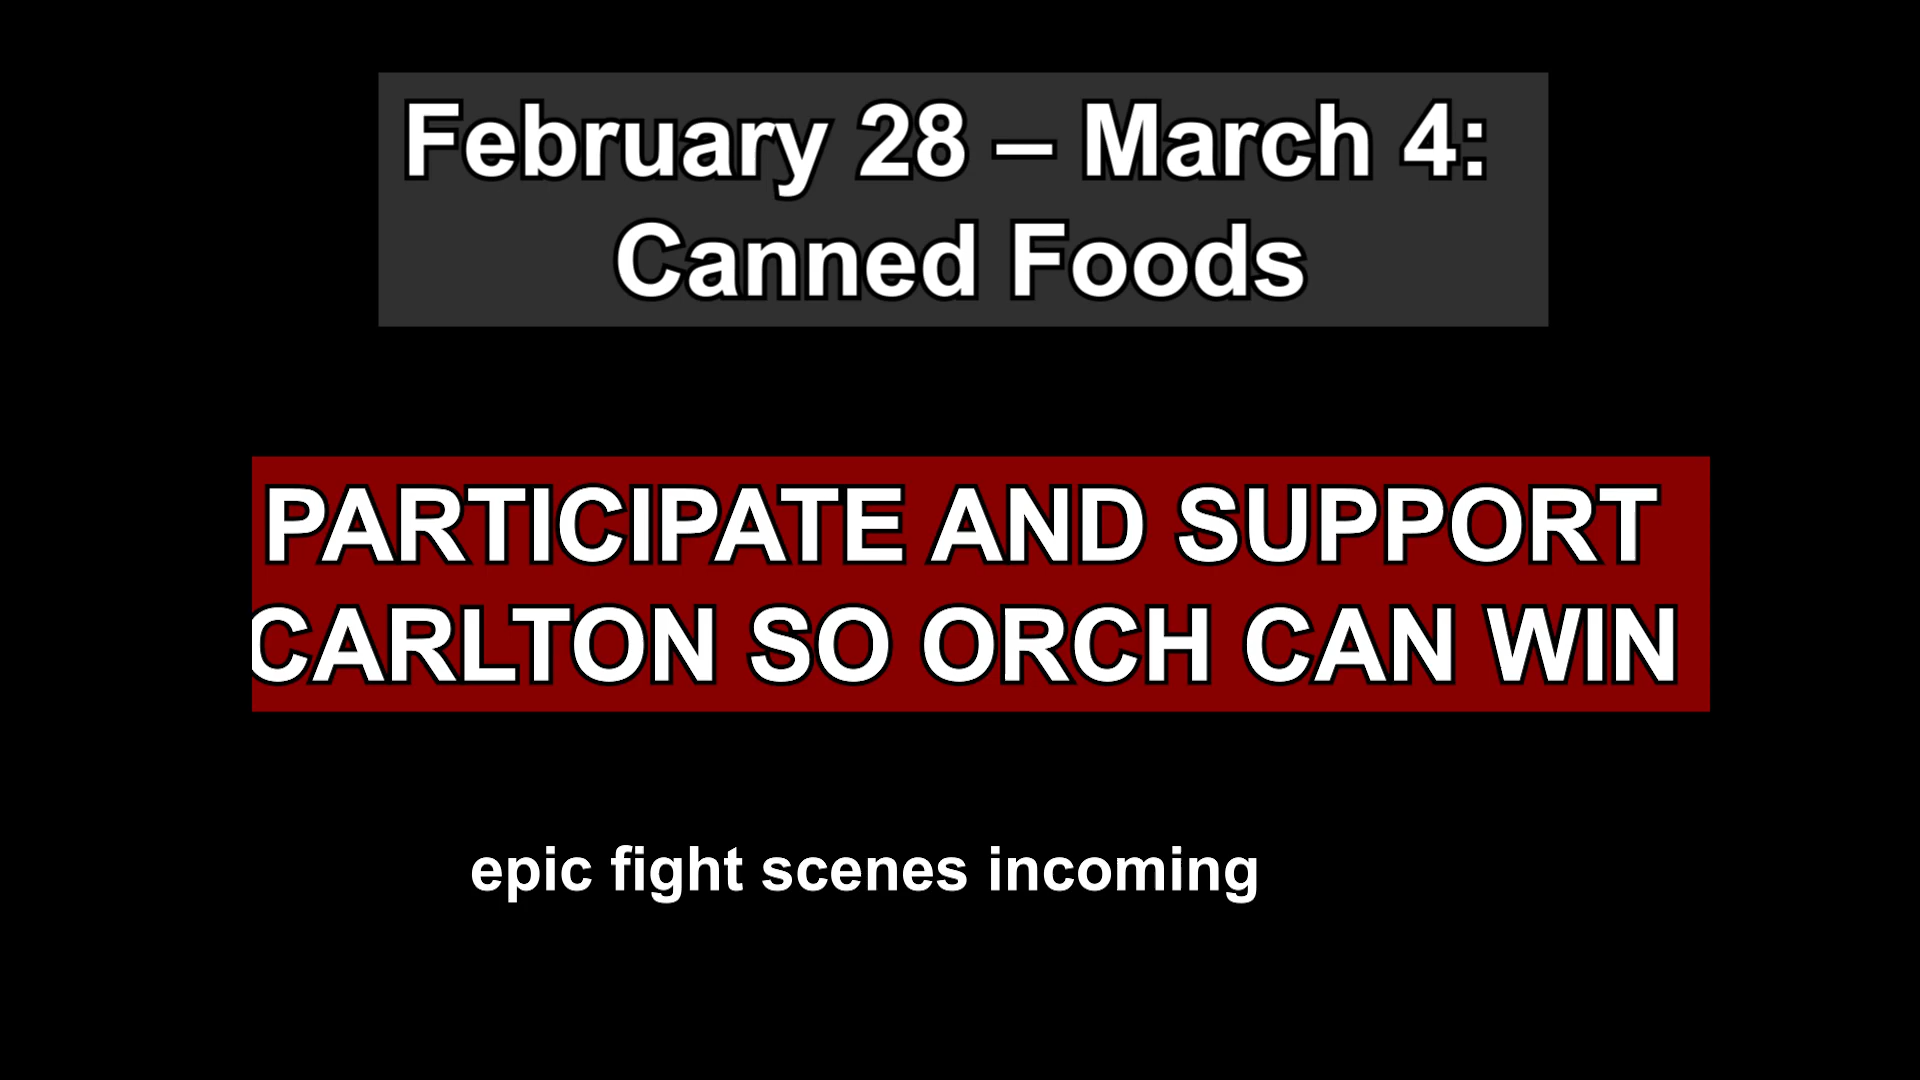 February 28 – March 4:
Canned Foods
PARTICIPATE AND SUPPORT
CARLTON SO ORCH CAN WIN
epic fight scenes incoming